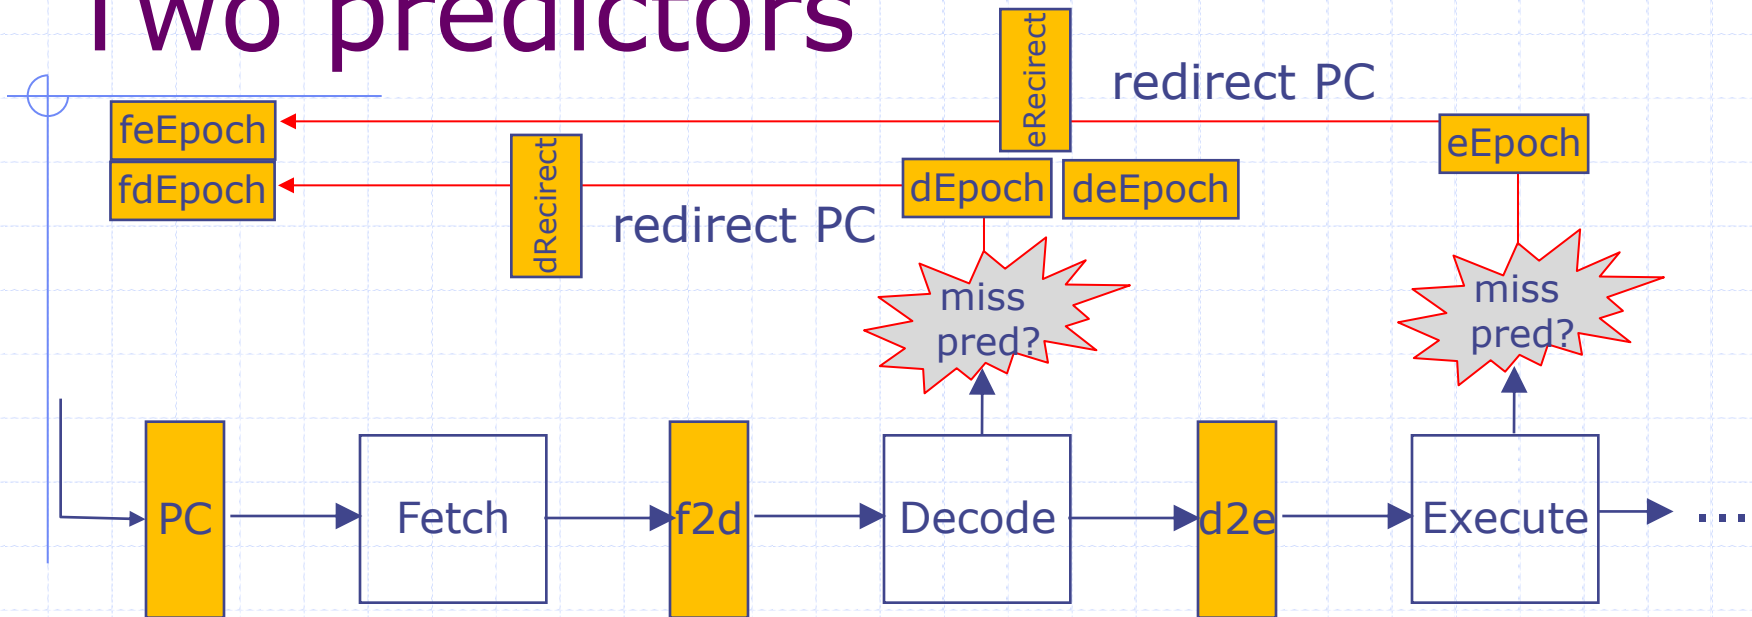 Two predictors
eRecirect
redirect PC
feEpoch
eEpoch
fdEpoch
dRecirect
dEpoch
deEpoch
redirect PC
miss
pred?
miss
pred?
PC
Fetch
f2d
Decode
d2e
Execute
...